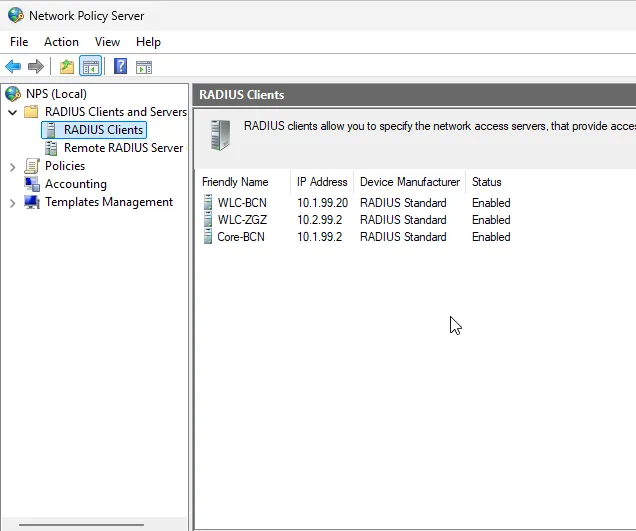 Network Policy Server
File Action View Help
NPS (Local)
RADIUS Clients and Servers
RADIUS Clients
Remote RADIUS Server
Policies
Accounting
Templates Management
RADIUS Clients
RADIUS clients allow you to specify the network access servers, that provide acce
Friendly Name IP Address Device Manufacturer Status
WLC-BCN 10.1.99.20 RADIUS Standard Enabled
WLC-ZGZ 10.2.99.2 RADIUS Standard Enabled
Core-BCN 10.1.99.2 RADIUS Standard Enabled